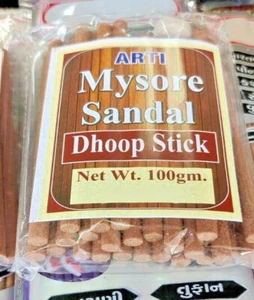 ARTI
Mysore
Sandal
Dhoop Stick
Net Wt. 100gm.
તુફાન